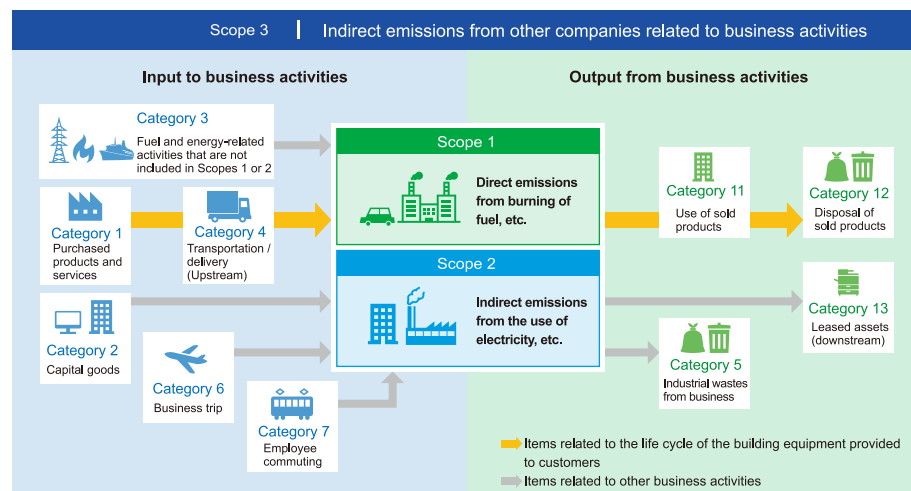 Scope 3 | Indirect emissions from other companies related to business activities
Input to business activities
Output from business activities
Category 3
Fuel and energy-related
activities that are not
included in Scopes 1 or 2
Category 1
Purchased
products and
services
Category 4
Transportation /
delivery
(Upstream)
Category 2
Capital goods
Category 6
Business trip
Category 7
Employee
commuting
Scope 1
Direct emissions
from burning of
fuel, etc.
Scope 2
Indirect emissions
from the use of
electricity, etc.
Category 11
Use of sold
products
Category 12
Disposal of
sold products
Category 13
Leased assets
(downstream)
Category 5
Industrial wastes
from business
Items related to the life cycle of the building equipment provided
to customers
Items related to other business activities